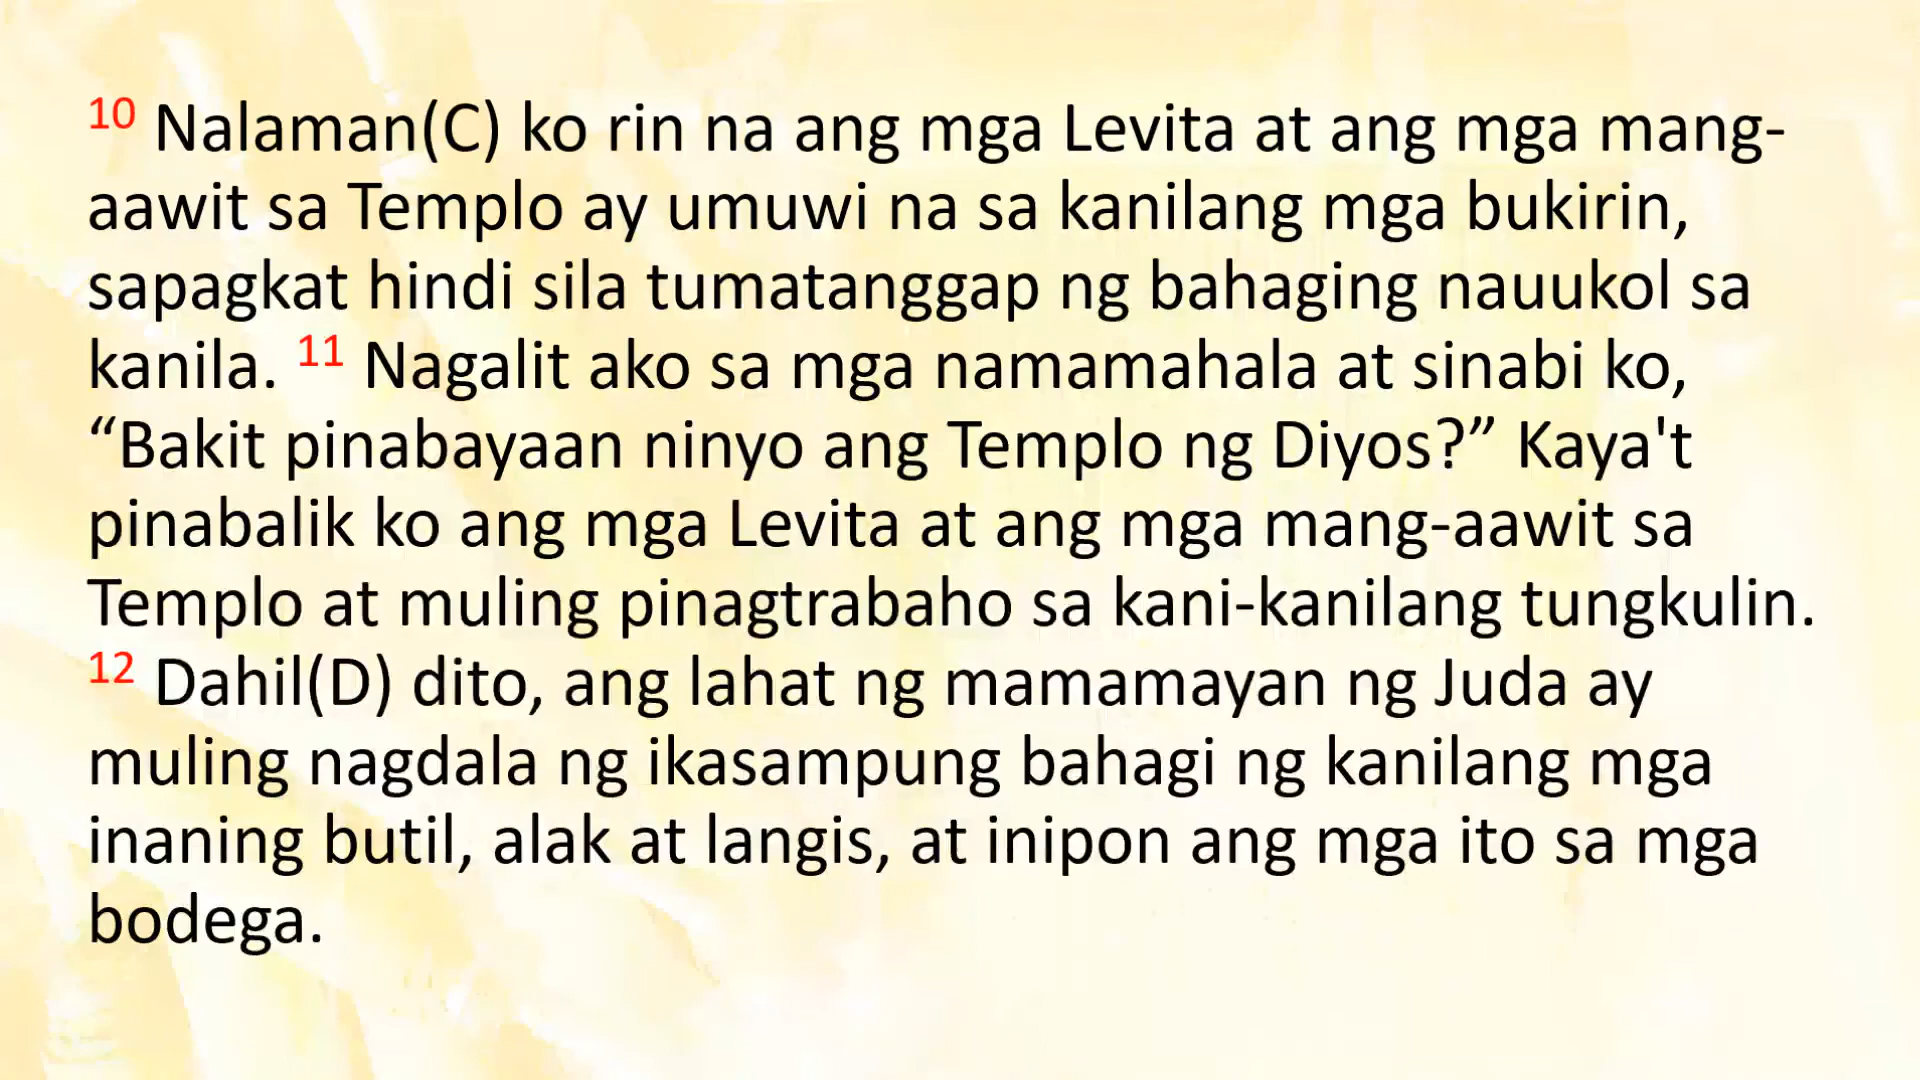 10 Nalaman(C) ko rin na ang mga Levita at ang mga mang-
aawit sa Templo ay umuwi na sa kanilang mga bukirin,
sapagkat hindi sila tumatanggap ng bahaging nauukol sa
kanila. 11 Nagalit ako sa mga namamahala at sinabi ko,
“Bakit pinabayaan ninyo ang Templo ng Diyos?” Kaya't
pinabalik ko ang mga Levita at ang mga mang-aawit sa
Templo at muling pinagtrabaho sa kani-kanilang tungkulin.
12 Dahil(D) dito, ang lahat ng mamamayan ng Juda ay
muling nagdala ng ikasampung bahagi ng kanilang mga
inaning butil, alak at langis, at inipon ang mga ito sa mga
bodega.